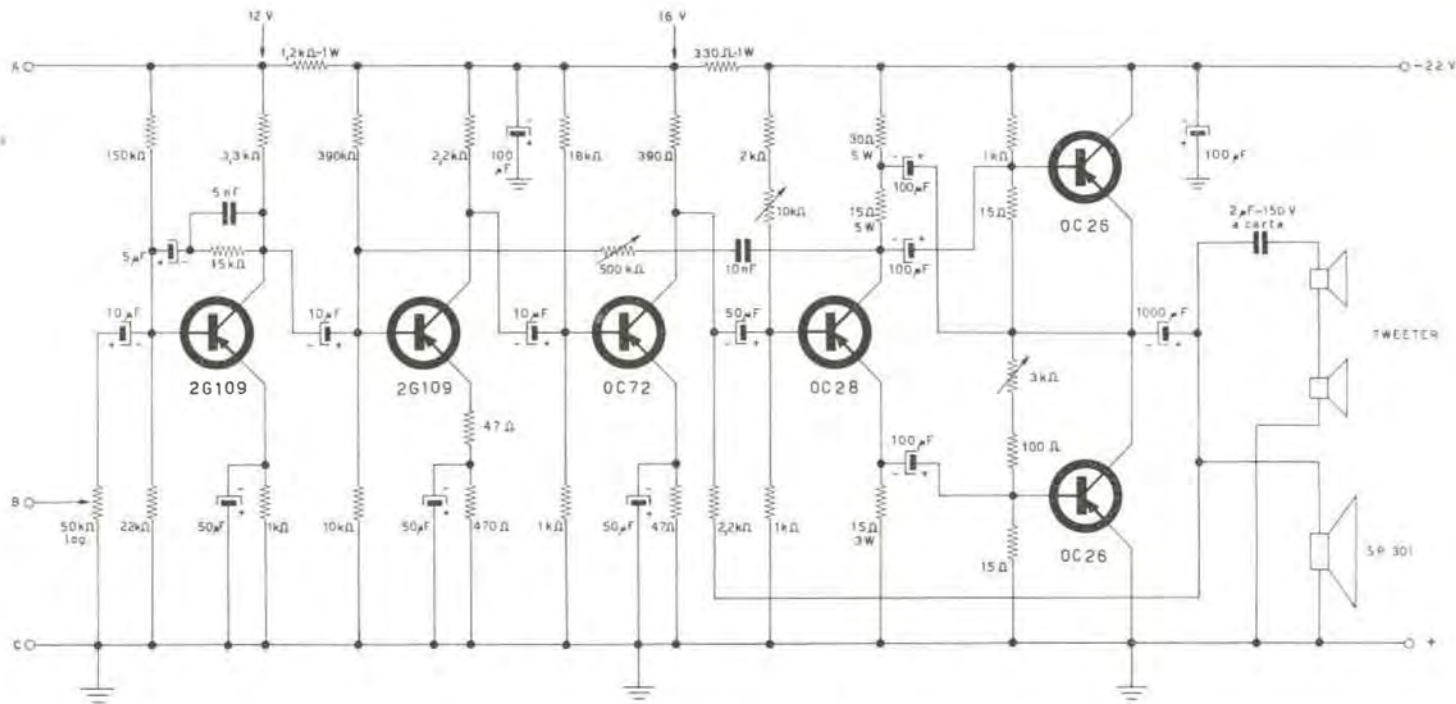 12 V
16 V
A
1,2kΩ-1W
330Ω-1W
-22 V
150kΩ
3,3kΩ
390kΩ
2,2kΩ
100 µF
18kΩ
390Ω
2kΩ
30Ω 5W
100µF
1kΩ
OC26
100µF
5nF
5µF
15kΩ
500kΩ
10nF
10kΩ
15Ω 5W
100µF
15Ω
2µF-150V
a carta
10µF
2G109
10µF
2G109
10µF
OC72
50µF
OC28
1000µF
TWEETER
3kΩ
47Ω
100µF
100Ω
B
50kΩ
log.
22kΩ
50µF
1kΩ
10kΩ
50µF
470Ω
1kΩ
50µF
47Ω
2,2kΩ
1kΩ
15Ω
3W
15Ω
OC26
SP 301
C
+